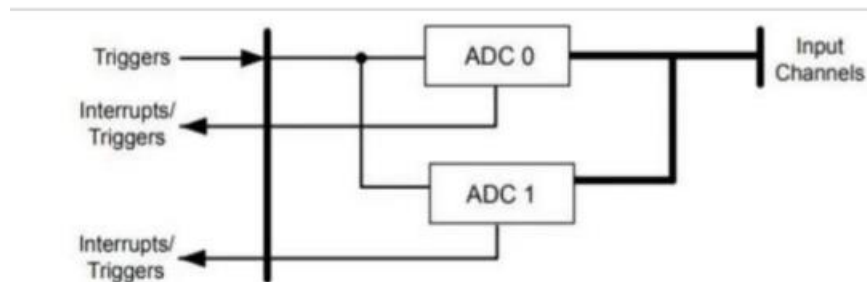 Triggers
ADC 0
Input
Channels
Interrupts/
Triggers
ADC 1
Interrupts/
Triggers